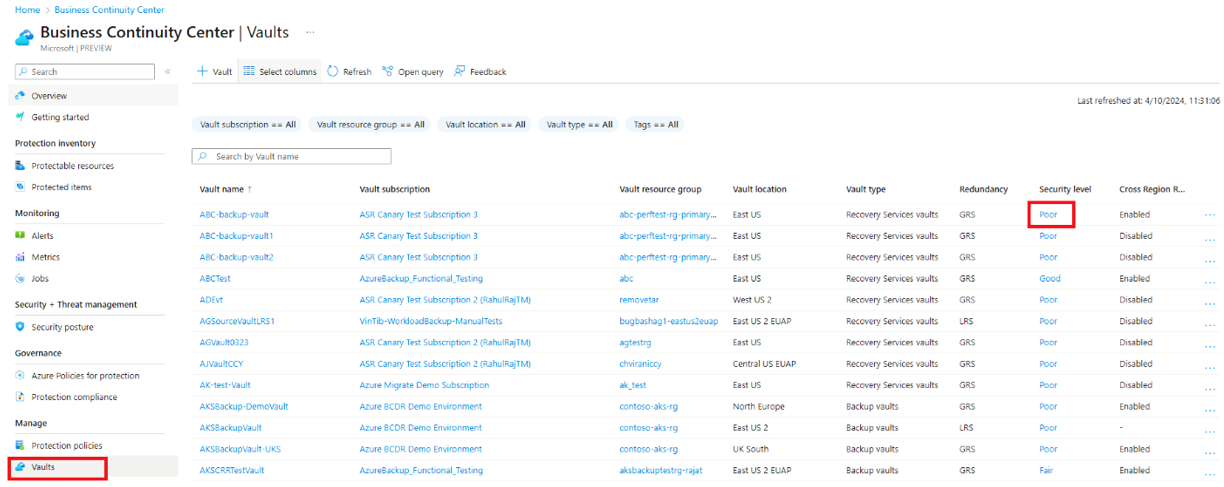 Home > Business Continuity Center
Business Continuity Center | Vaults ...
Microsoft | PREVIEW
Search «
Overview
Getting started
Protection inventory
Protectable resources
Protected items
Monitoring
Alerts
Metrics
Jobs
Security + Threat management
Security posture
Governance
Azure Policies for protection
Protection compliance
Manage
Protection policies
Vaults
+ Vault Select columns Refresh Open query Feedback
Last refreshed at: 4/10/2024, 11:31:06
Vault subscription == All Vault resource group == All Vault location == All Vault type == All Tags == All
Search by Vault name
Vault name ↑ Vault subscription Vault resource group Vault location Vault type Redundancy Security level Cross Region R...
ABC-backup-vault ASR Canary Test Subscription 3 abc-perftest-rg-primary... East US Recovery Services vaults GRS Poor Enabled ...
ABC-backup-vault1 ASR Canary Test Subscription 3 abc-perftest-rg-primary... East US Recovery Services vaults GRS Poor Disabled ...
ABC-backup-vault2 ASR Canary Test Subscription 3 abc-perftest-rg-primary... East US Recovery Services vaults GRS Poor Disabled ...
ABCTest AzureBackup_Functional_Testing abc East US Recovery Services vaults GRS Good Enabled ...
ADEvt ASR Canary Test Subscription 2 (RahulRajTM) removetar West US 2 Recovery Services vaults GRS Poor Disabled ...
AGSourceVaultLRS1 VinTib-WorkloadBackup-ManualTests bugbashag1-eastus2euap East US 2 EUAP Recovery Services vaults LRS Poor Disabled ...
AGVault0323 ASR Canary Test Subscription 2 (RahulRajTM) agtestrg East US Recovery Services vaults GRS Poor Disabled ...
AJVaultCCY ASR Canary Test Subscription 2 (RahulRajTM) chviraniccy Central US EUAP Recovery Services vaults GRS Poor Disabled ...
AK-test-Vault Azure Migrate Demo Subscription ak_test East US Recovery Services vaults GRS Poor Disabled ...
AKSBackup-DemoVault Azure BCDR Demo Environment contoso-aks-rg North Europe Backup vaults GRS Poor Enabled ...
AKSBackupVault Azure BCDR Demo Environment contoso-aks-rg East US 2 Backup vaults LRS Poor - ...
AKSBackupVault-UKS Azure BCDR Demo Environment contoso-aks-rg UK South Backup vaults GRS Poor Enabled ...
AKSCRRTestVault AzureBackup_Functional_Testing aksbackuptestrg-rajat East US 2 EUAP Backup vaults GRS Fair Enabled ...